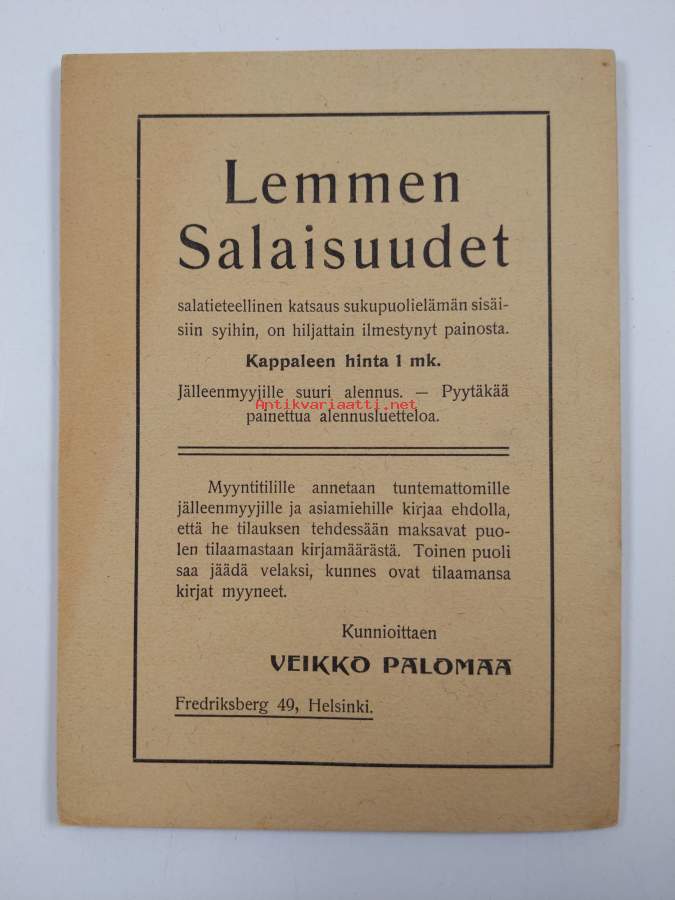 Lemmen
Salaisuudet
salatieteellinen katsaus sukupuolielämän sisäi-
siin syihin, on hiljattain ilmestynyt painosta.
Kappaleen hinta 1 mk.
Jälleenmyyjille suuri alennus. — Pyytäkää
Antikvariaatti.net
painettua alennusluetteloa.
Myyntitilille annetaan tuntemattomille
jälleenmyyjille ja asiamiehille kirjaa ehdolla,
että he tilauksen tehdessään maksavat puo-
len tilaamastaan kirjamäärästä. Toinen puoli
saa jäädä velaksi, kunnes ovat tilaamansa
kirjat myyneet.
Kunnioittaen
VEIKKO PALOMAA
Fredriksberg 49, Helsinki.